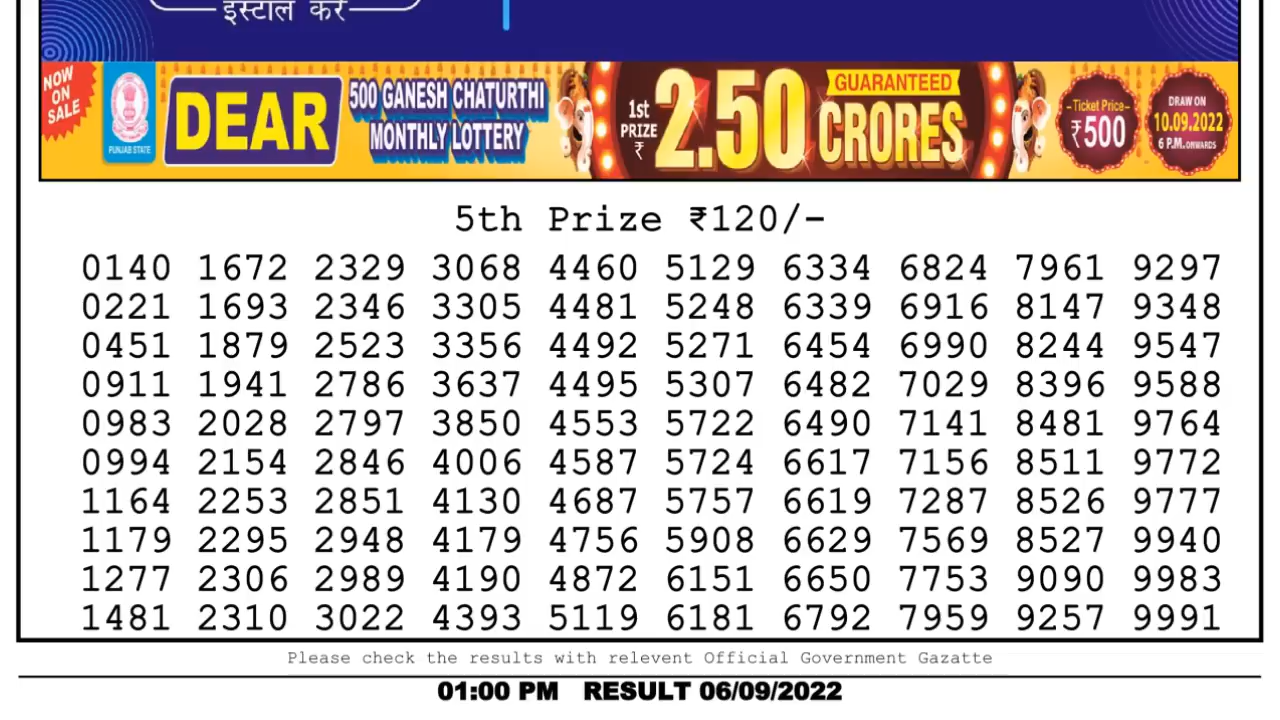 इंस्टॉल करें
NOW
ON
SALE
PUNJAB STATE
DEAR
500 GANESH CHATURTHI
MONTHLY LOTTERY
1st
PRIZE
₹
2.50
GUARANTEED
CRORES
Ticket Price
₹500
DRAW ON
10.09.2022
6 P.M. ONWARDS
5th Prize ₹120/-
0140 1672 2329 3068 4460 5129 6334 6824 7961 9297
0221 1693 2346 3305 4481 5248 6339 6916 8147 9348
0451 1879 2523 3356 4492 5271 6454 6990 8244 9547
0911 1941 2786 3637 4495 5307 6482 7029 8396 9588
0983 2028 2797 3850 4553 5722 6490 7141 8481 9764
0994 2154 2846 4006 4587 5724 6617 7156 8511 9772
1164 2253 2851 4130 4687 5757 6619 7287 8526 9777
1179 2295 2948 4179 4756 5908 6629 7569 8527 9940
1277 2306 2989 4190 4872 6151 6650 7753 9090 9983
1481 2310 3022 4393 5119 6181 6792 7959 9257 9991
Please check the results with relevent Official Government Gazatte
01:00 PM RESULT 06/09/2022